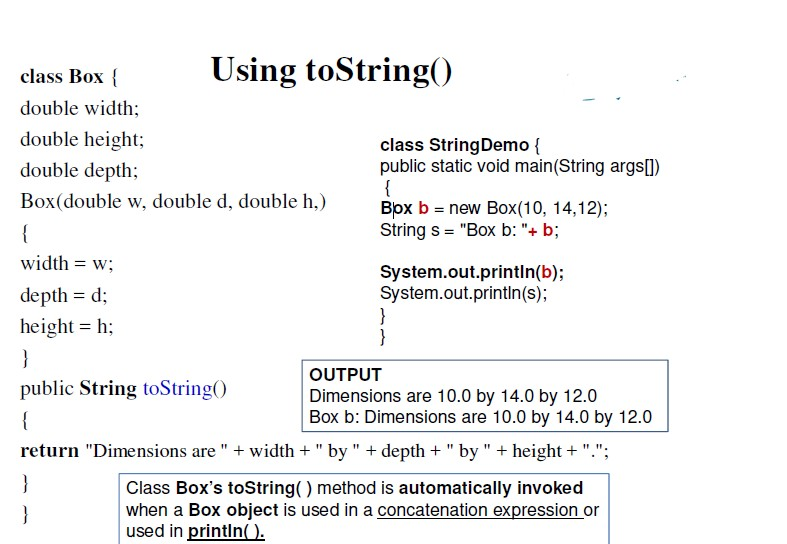 Using toString()
class Box {
double width;
double height;
double depth;
Box(double w, double d, double h,)
{
width = w;
depth = d;
height = h;
}
public String toString()
{
return "Dimensions are " + width + " by " + depth + " by " + height + ".";
}
}
class StringDemo {
public static void main(String args[])
{
Box b = new Box(10, 14,12);
String s = "Box b: "+ b;
System.out.println(b);
System.out.println(s);
}
}
OUTPUT
Dimensions are 10.0 by 14.0 by 12.0
Box b: Dimensions are 10.0 by 14.0 by 12.0
Class Box’s toString( ) method is automatically invoked
when a Box object is used in a concatenation expression or
used in println( ).